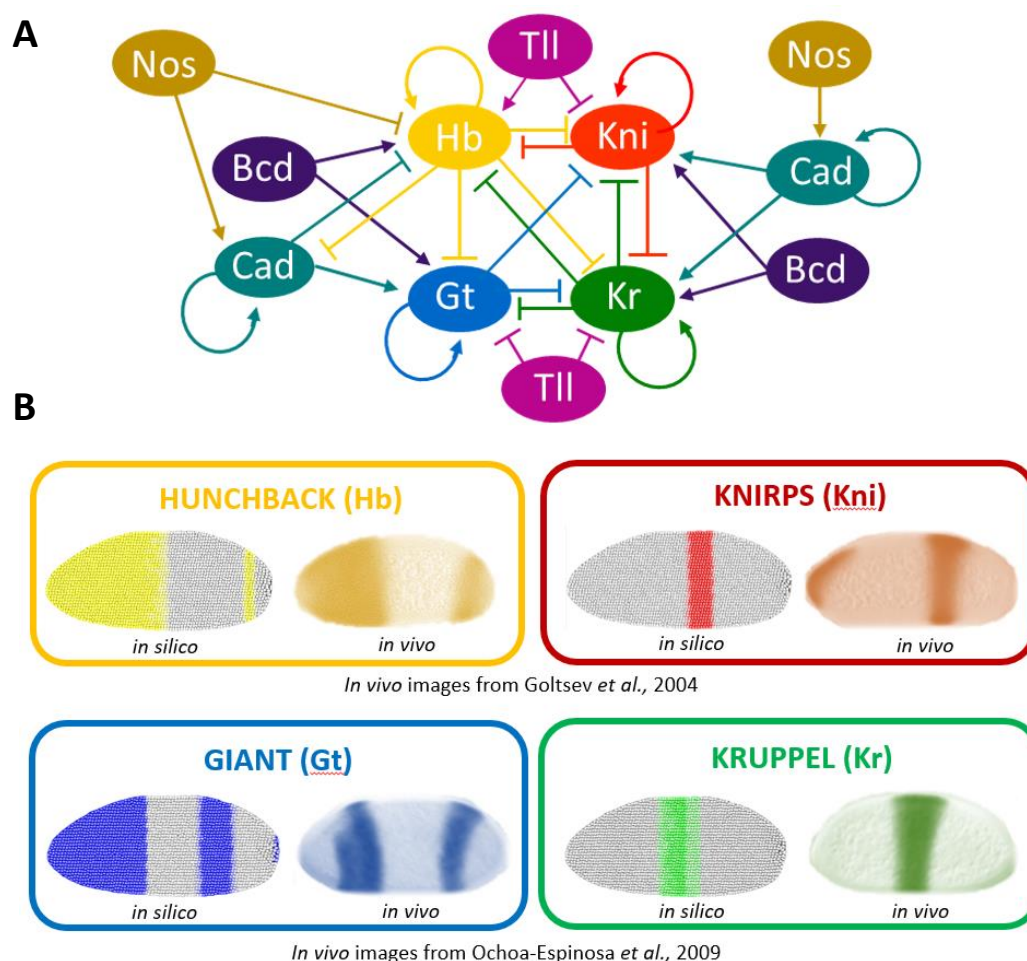 A
Nos
Tll
Nos
Hb
Kni
Bcd
Cad
Cad
Bcd
Gt
Kr
Tll
B
HUNCHBACK (Hb)
KNIRPS (Kni)
in silico
in vivo
in silico
in vivo
In vivo images from Goltsev et al., 2004
GIANT (Gt)
KRUPPEL (Kr)
in silico
in vivo
in silico
in vivo
In vivo images from Ochoa-Espinosa et al., 2009